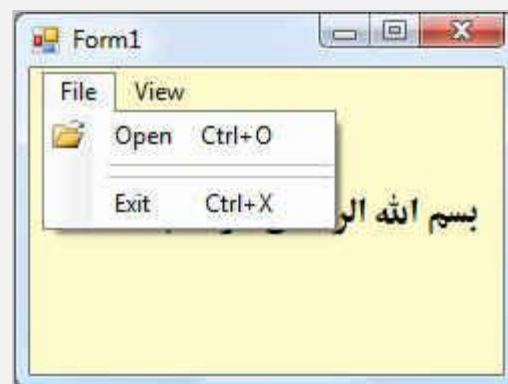 Form1
File View
Open Ctrl+O
Exit Ctrl+X
بسم الله